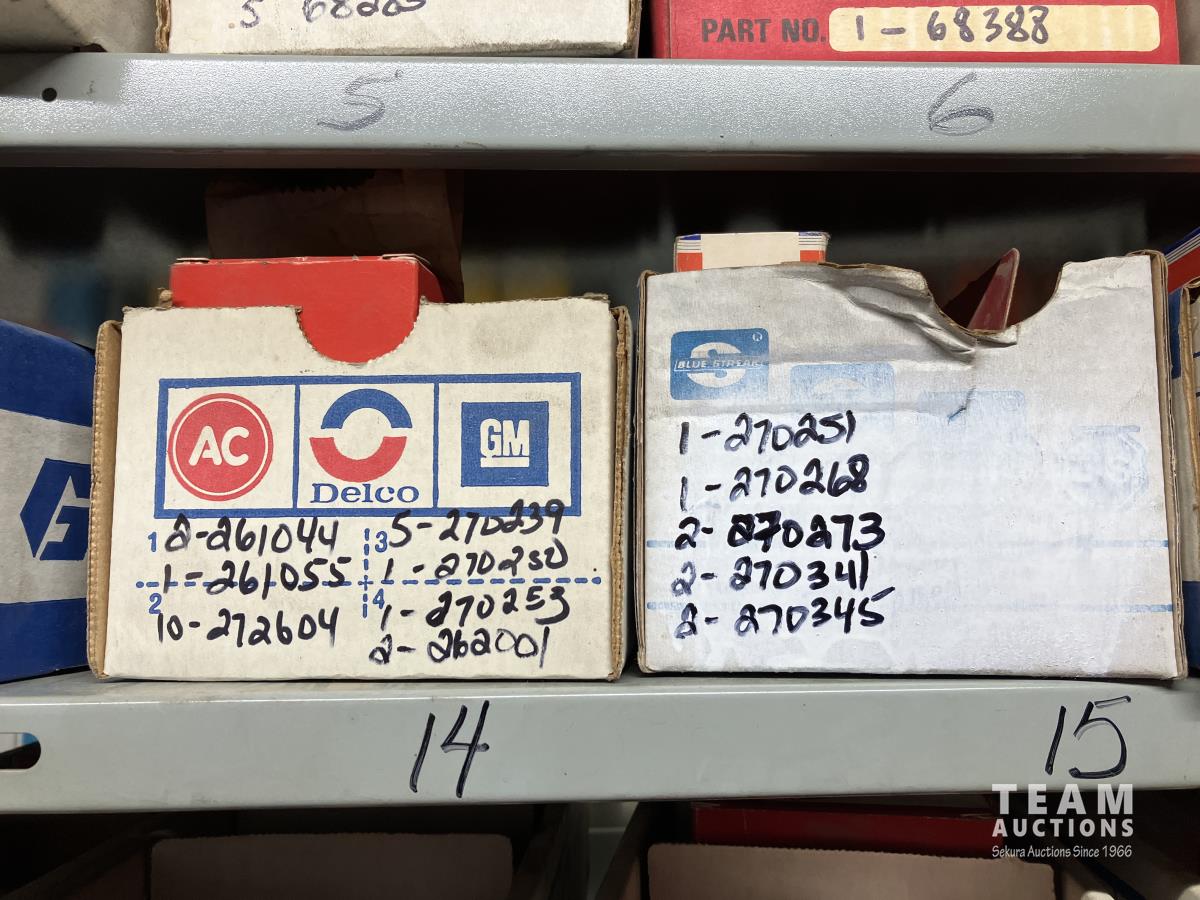 5 68205
PART NO. 1-68388
5
6
AC
Delco
GM
1 2-261044
1-261055
2
10-272604
3 5-270239
1-270250
4 1-270253
2-262001
BLUE STREAK
1-270251
1-270268
2-270273
2-270341
2-270345
14
15
TEAM
AUCTIONS
Sekura Auctions Since 1966